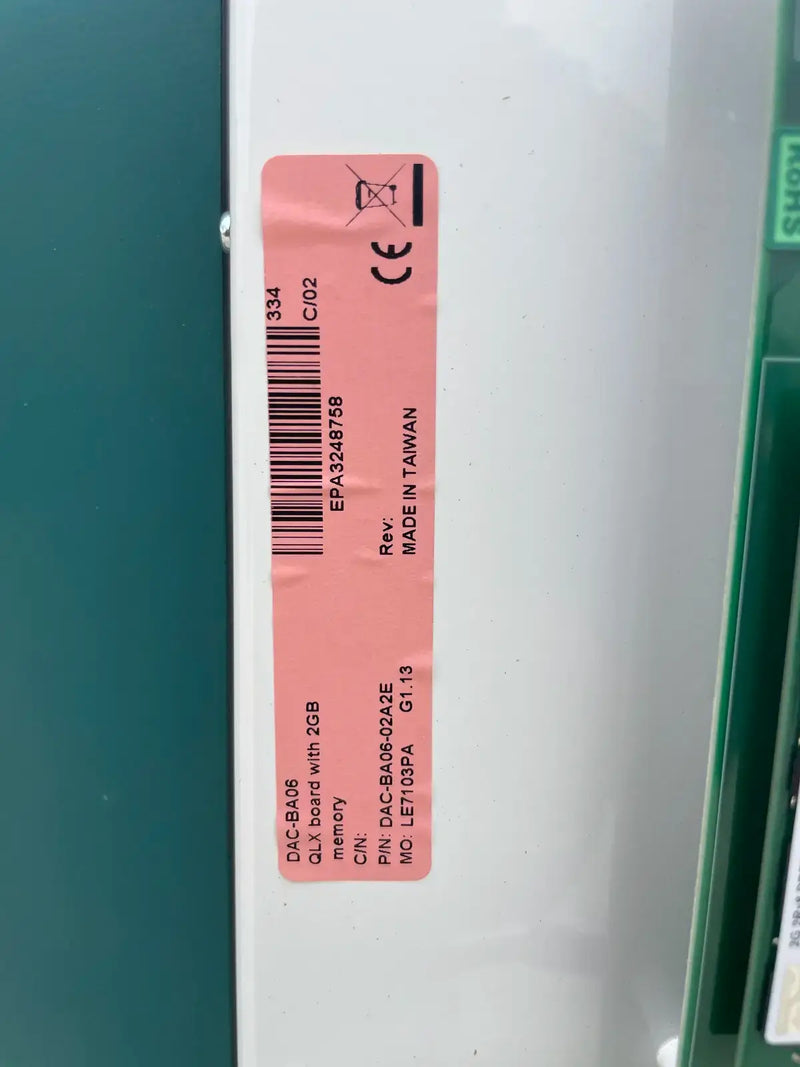 DAC-BA06
QLX board with 2GB
memory
C/N:
P/N: DAC-BA06-02A2E
MO: LE7103PA G1.13
334
C/02
EPA3248758
Rev:
MADE IN TAIWAN
CE
RoHS